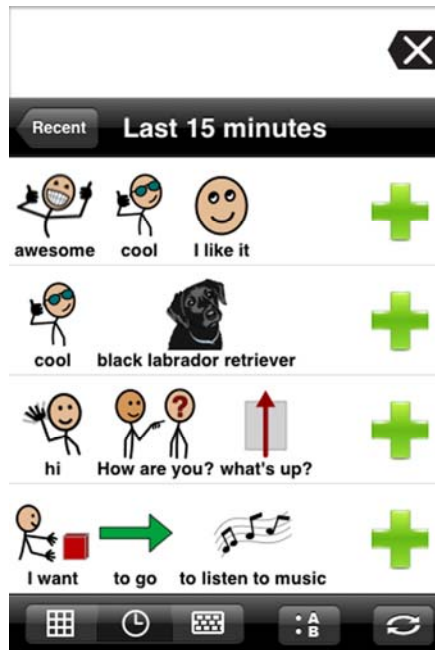 Recent Last 15 minutes
awesome cool I like it
cool black labrador retriever
hi How are you? what's up?
I want to go to listen to music
A
B